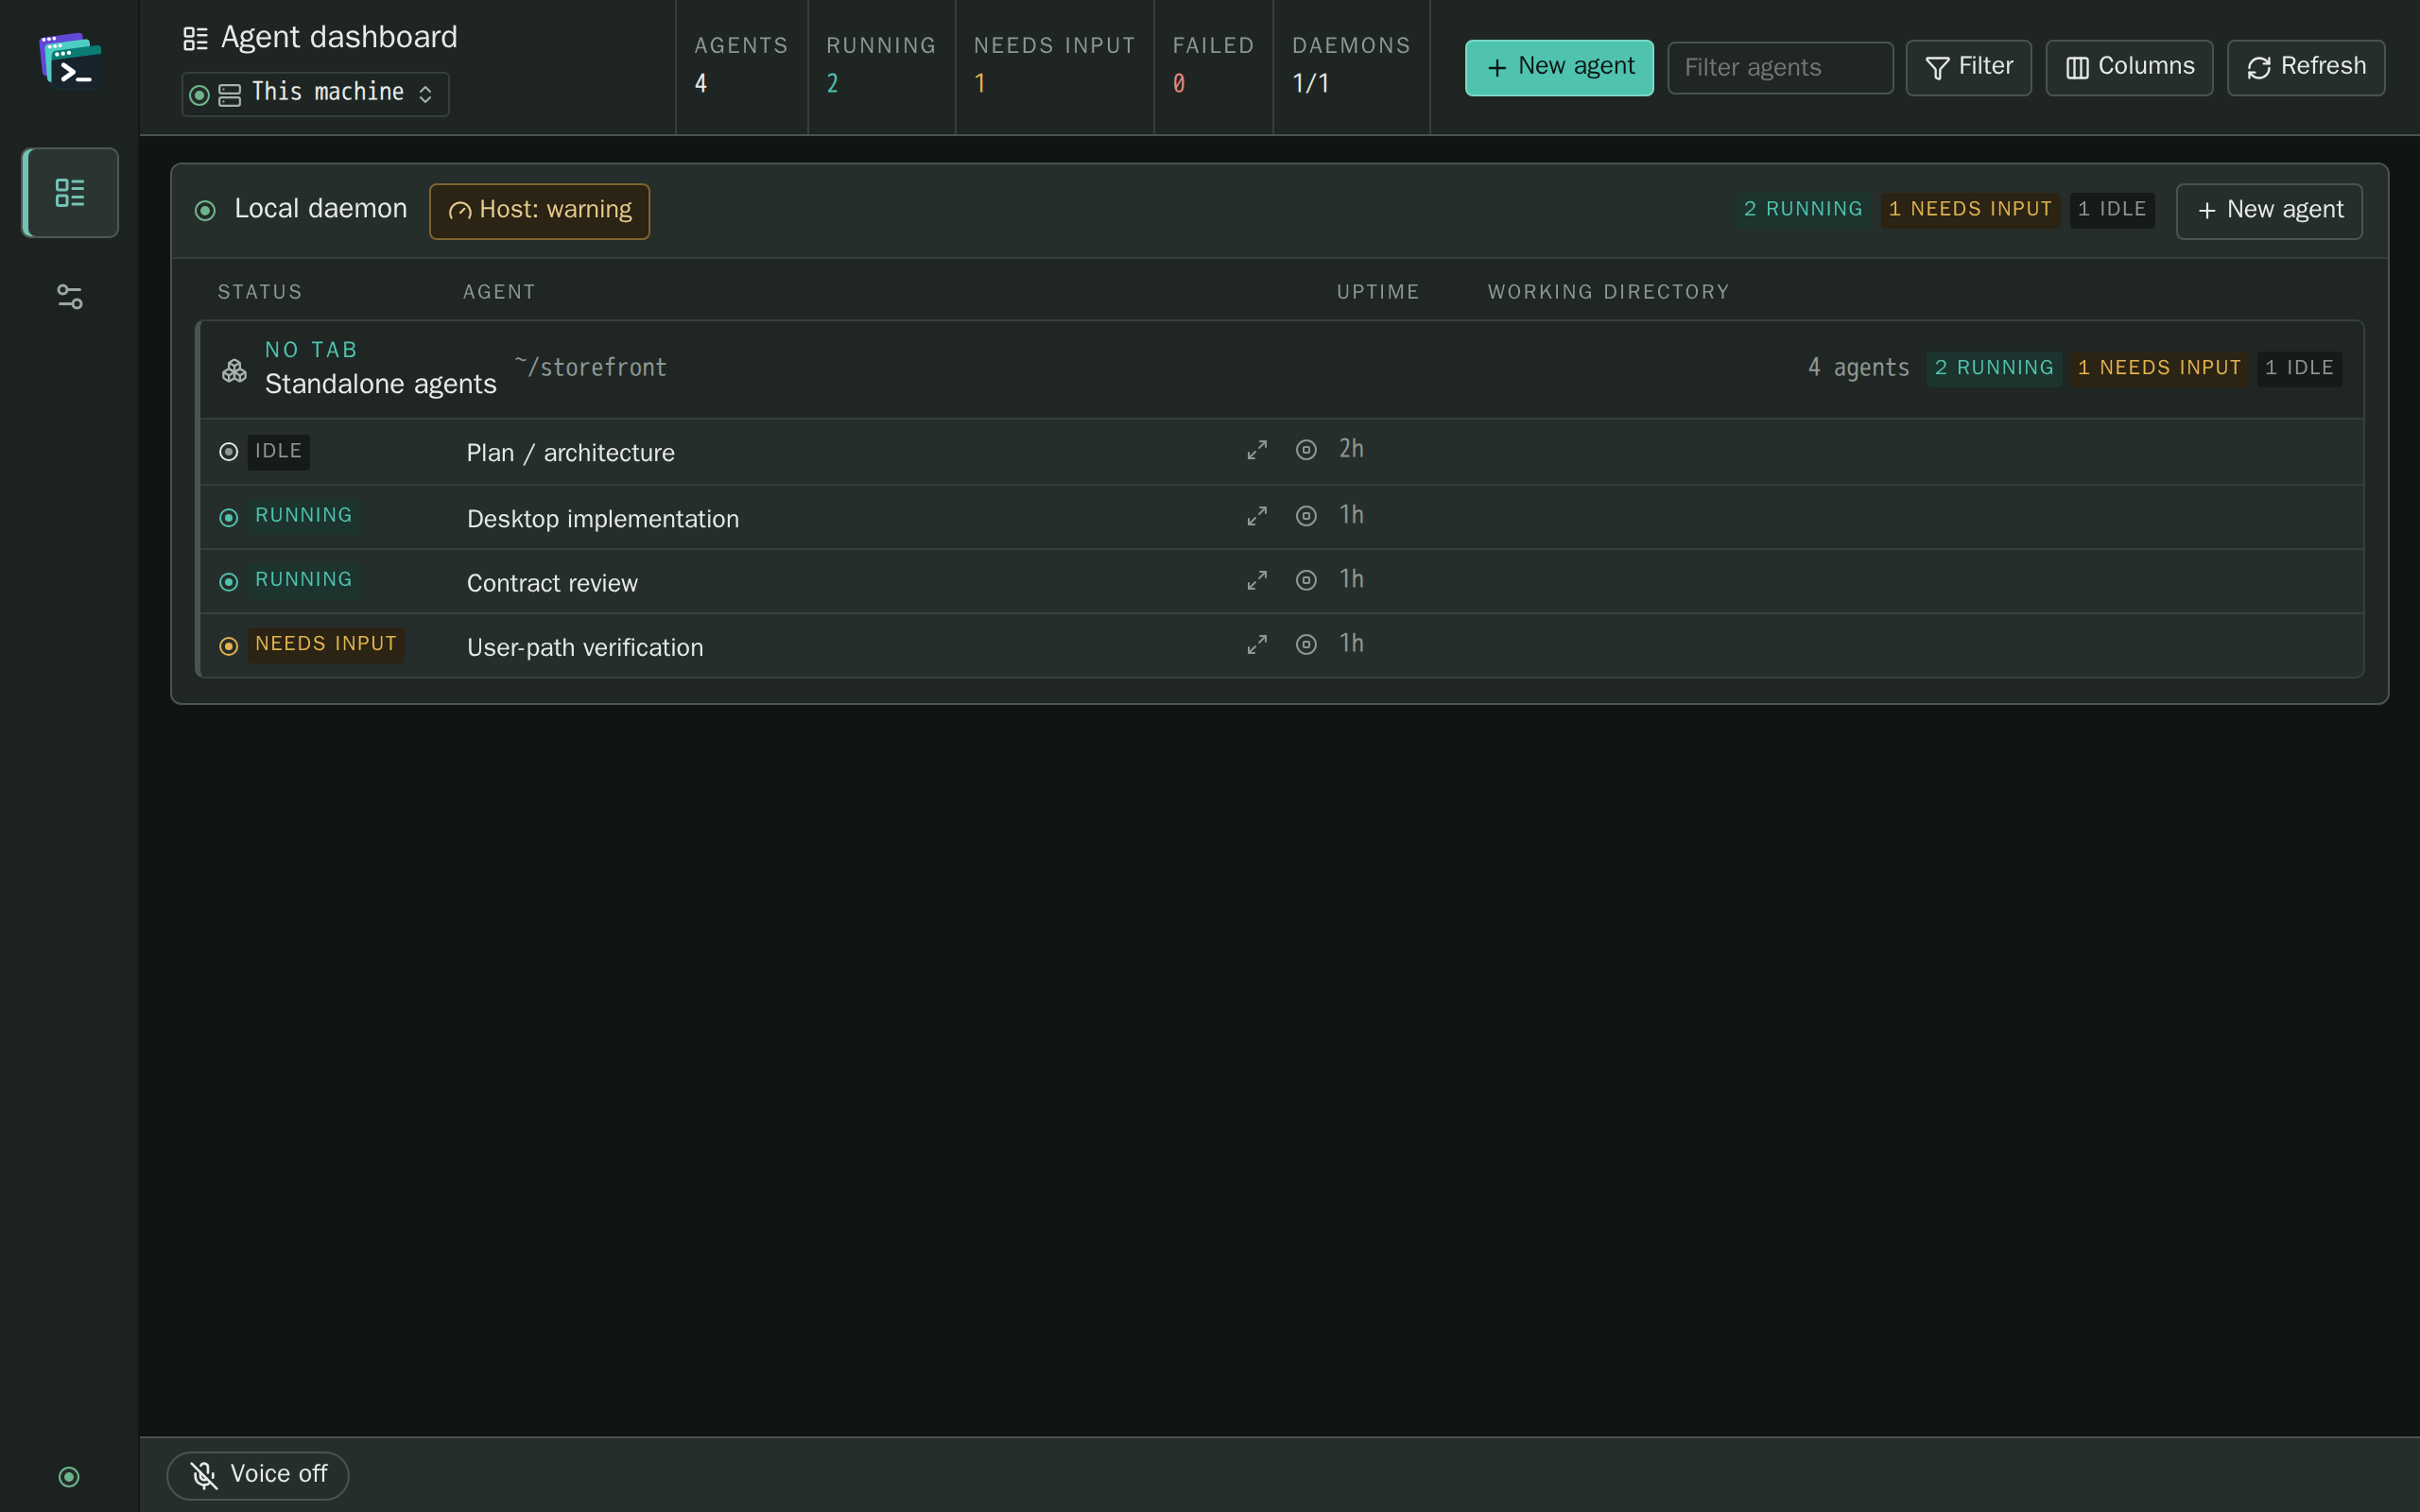 Agent dashboard
This machine
AGENTS
4
RUNNING
2
NEEDS INPUT
1
FAILED
0
DAEMONS
1/1
New agent
Filter agents
Filter
Columns
Refresh
Local daemon
Host: warning
2 RUNNING
1 NEEDS INPUT
1 IDLE
New agent
STATUS
AGENT
UPTIME
WORKING DIRECTORY
NO TAB
Standalone agents
~/storefront
4 agents
2 RUNNING
1 NEEDS INPUT
1 IDLE
IDLE
Plan / architecture
2h
RUNNING
Desktop implementation
1h
RUNNING
Contract review
1h
NEEDS INPUT
User-path verification
1h
Voice off